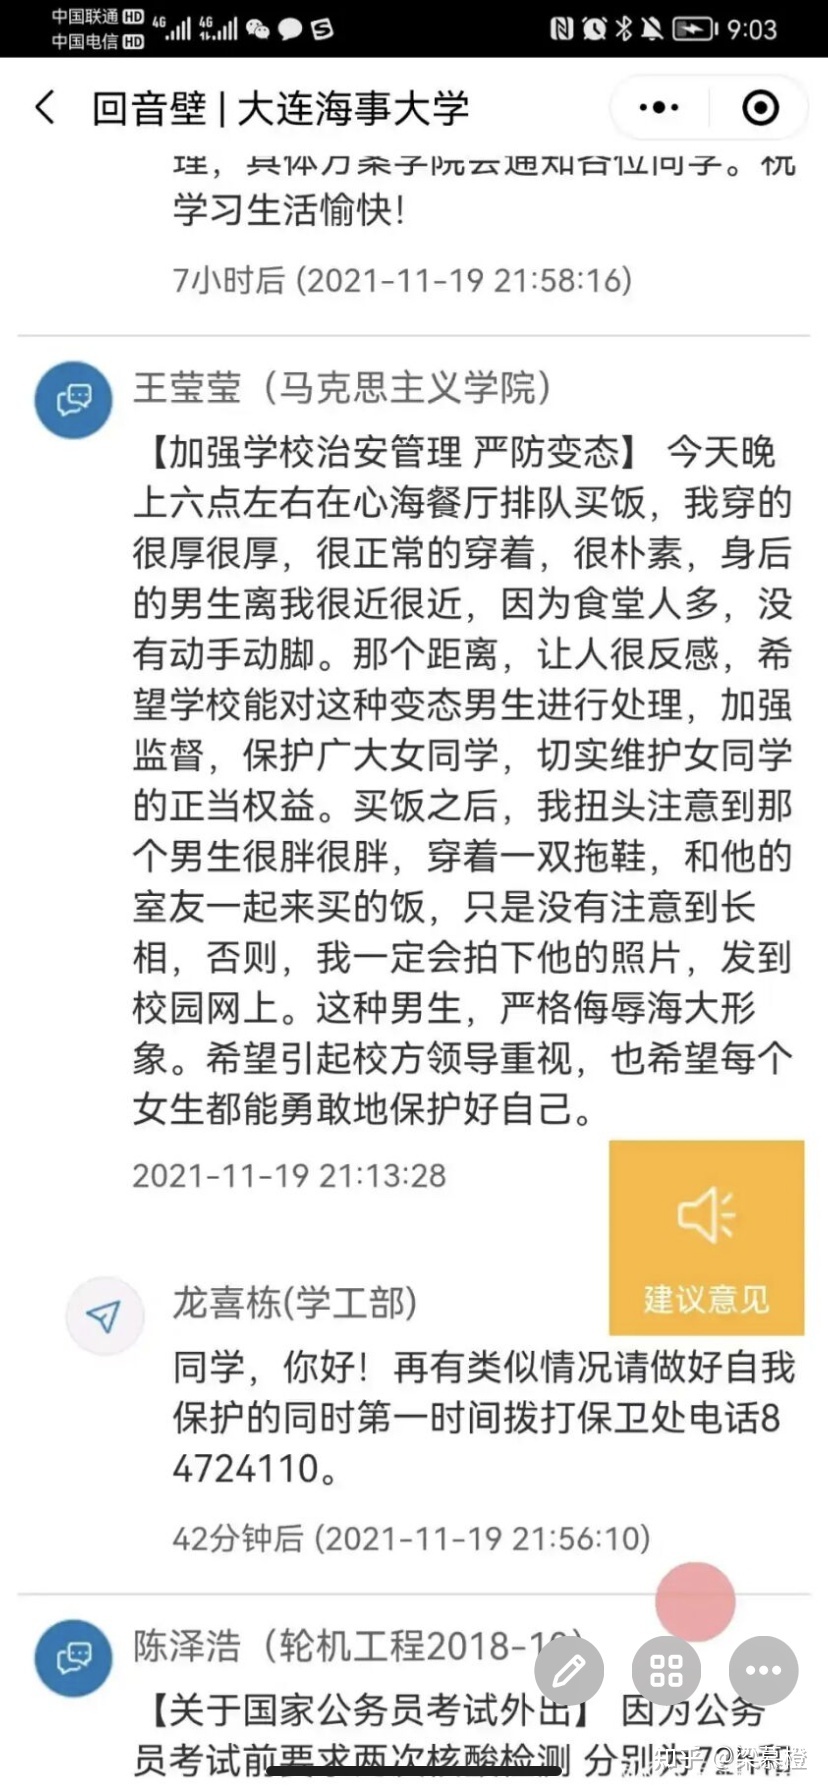 中国联通 HD 4G 4G 9:03
中国电信 HD
回音壁 | 大连海事大学
理，具体方案学院会通知各位同学。祝
学习生活愉快！
7小时后 (2021-11-19 21:58:16)
王莹莹（马克思主义学院）
【加强学校治安管理 严防变态】 今天晚
上六点左右在心海餐厅排队买饭，我穿的
很厚很厚，很正常的穿着，很朴素，身后
的男生离我很近很近，因为食堂人多，没
有动手动脚。那个距离，让人很反感，希
望学校能对这种变态男生进行处理，加强
监督，保护广大女同学，切实维护女同学
的正当权益。买饭之后，我扭头注意到那
个男生很胖很胖，穿着一双拖鞋，和他的
室友一起来买的饭，只是没有注意到长
相，否则，我一定会拍下他的照片，发到
校园网上。这种男生，严格侮辱海大形
象。希望引起校方领导重视，也希望每个
女生都能勇敢地保护好自己。
2021-11-19 21:13:28
建议意见
龙喜栋(学工部)
同学，你好！再有类似情况请做好自我
保护的同时第一时间拨打保卫处电话8
4724110。
42分钟后 (2021-11-19 21:56:10)
陈泽浩（轮机工程2018-1
【关于国家公务员考试外出】 因为公务
员考试前要求两次核酸检测 分别为72
知乎 @梁慕橙